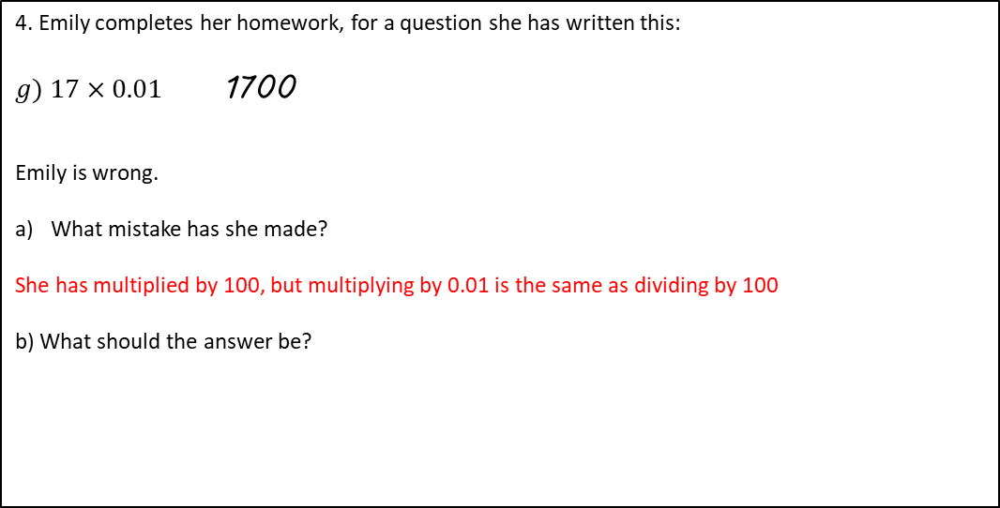 4. Emily completes her homework, for a question she has written this:
g) 17 × 0.01 1700
Emily is wrong.
a) What mistake has she made?
She has multiplied by 100, but multiplying by 0.01 is the same as dividing by 100
b) What should the answer be?